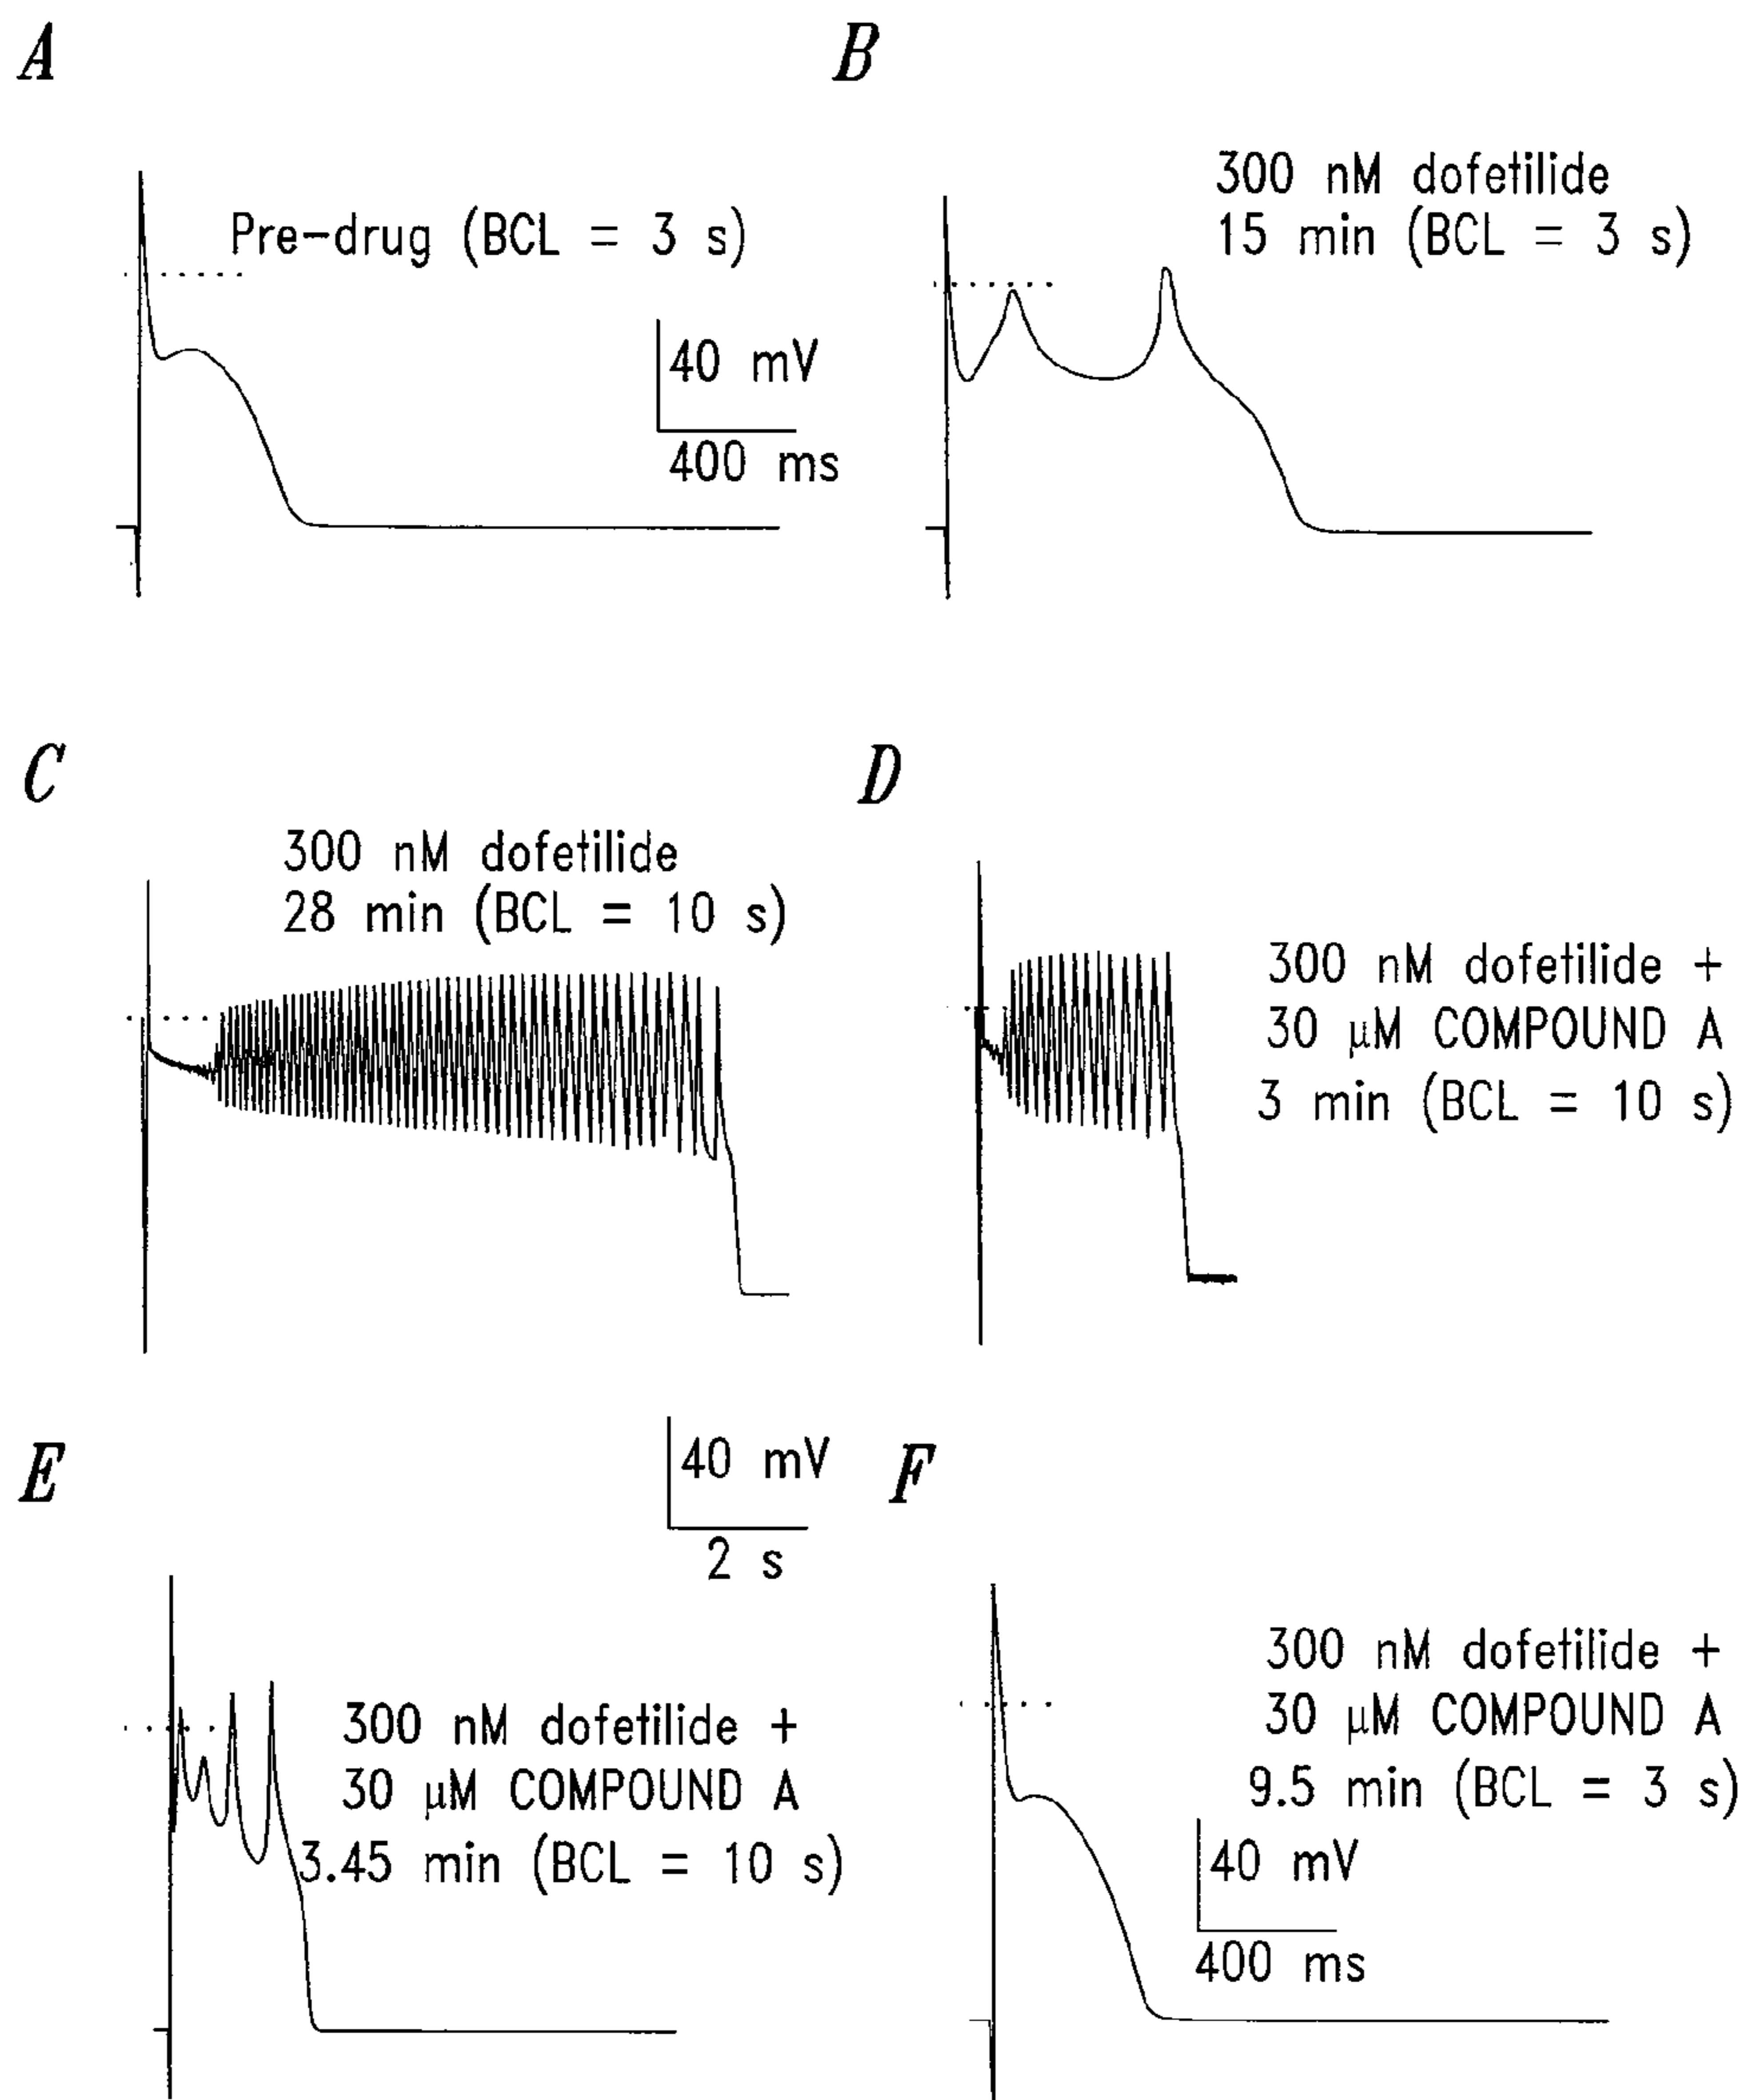 A
Pre-drug (BCL = 3 s)
40 mV
400 ms
B
300 nM dofetilide
15 min (BCL = 3 s)
C
300 nM dofetilide
28 min (BCL = 10 s)
D
300 nM dofetilide +
30 μM COMPOUND A
3 min (BCL = 10 s)
40 mV
2 s
E
300 nM dofetilide +
30 μM COMPOUND A
3.45 min (BCL = 10 s)
F
300 nM dofetilide +
30 μM COMPOUND A
9.5 min (BCL = 3 s)
40 mV
400 ms